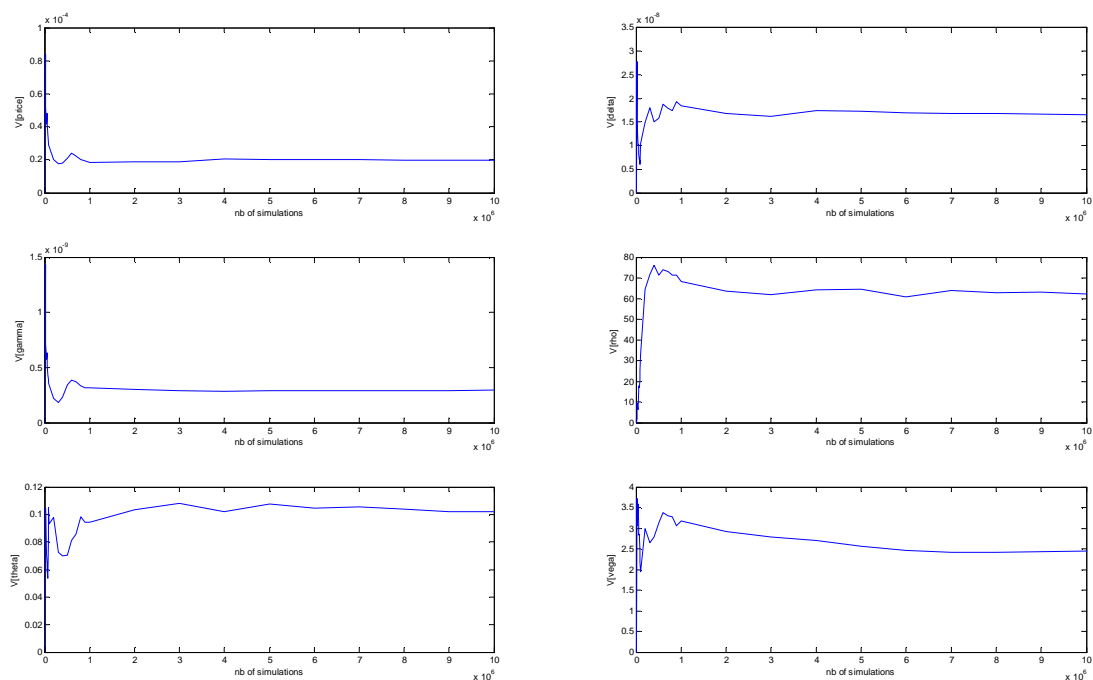 x 10^-4
1
0.8
0.6
0.4
0.2
0
V[price]
0 1 2 3 4 5 6 7 8 9 10
nb of simulations
x 10^6
x 10^-8
3.5
3
2.5
2
1.5
1
0.5
0
V[delta]
0 1 2 3 4 5 6 7 8 9 10
nb of simulations
x 10^6
x 10^-9
1.5
1
0.5
0
V[gamma]
0 1 2 3 4 5 6 7 8 9 10
nb of simulations
x 10^6
80
70
60
50
40
30
20
10
0
V[rho]
0 1 2 3 4 5 6 7 8 9 10
nb of simulations
x 10^6
0.12
0.1
0.08
0.06
0.04
0.02
0
V[theta]
0 1 2 3 4 5 6 7 8 9 10
nb of simulations
x 10^6
4
3.5
3
2.5
2
1.5
1
0.5
0
V[vega]
0 1 2 3 4 5 6 7 8 9 10
nb of simulations
x 10^6